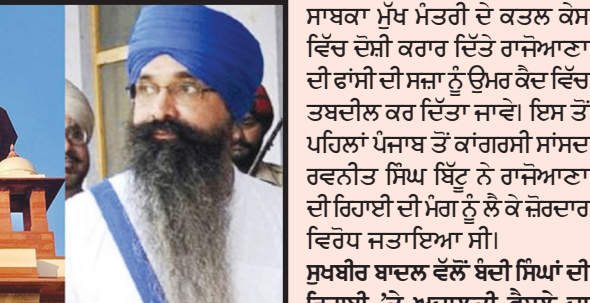 ਸਾਬਕਾ ਮੁੱਖ ਮੰਤਰੀ ਦੇ ਕਤਲ ਕੇਸ
ਵਿੱਚ ਦੋਸ਼ੀ ਕਰਾਰ ਦਿੱਤੇ ਰਾਜੋਆਣਾ
ਦੀ ਫਾਂਸੀ ਦੀ ਸਜ਼ਾ ਨੂੰ ਉਮਰ ਕੈਦ ਵਿੱਚ
ਤਬਦੀਲ ਕਰ ਦਿੱਤਾ ਜਾਵੇ। ਇਸ ਤੋਂ
ਪਹਿਲਾਂ ਪੰਜਾਬ ਤੋਂ ਕਾਂਗਰਸੀ ਸਾਂਸਦ
ਰਵਨੀਤ ਸਿੰਘ ਬਿੱਟੂ ਨੇ ਰਾਜੋਆਣਾ
ਦੀ ਰਿਹਾਈ ਦੀ ਮੰਗ ਨੂੰ ਲੈ ਕੇ ਜ਼ੋਰਦਾਰ
ਵਿਰੋਧ ਜਤਾਇਆ ਸੀ।
ਸੁਖਬੀਰ ਬਾਦਲ ਵੱਲੋਂ ਬੰਦੀ ਸਿੰਘਾਂ ਦੀ